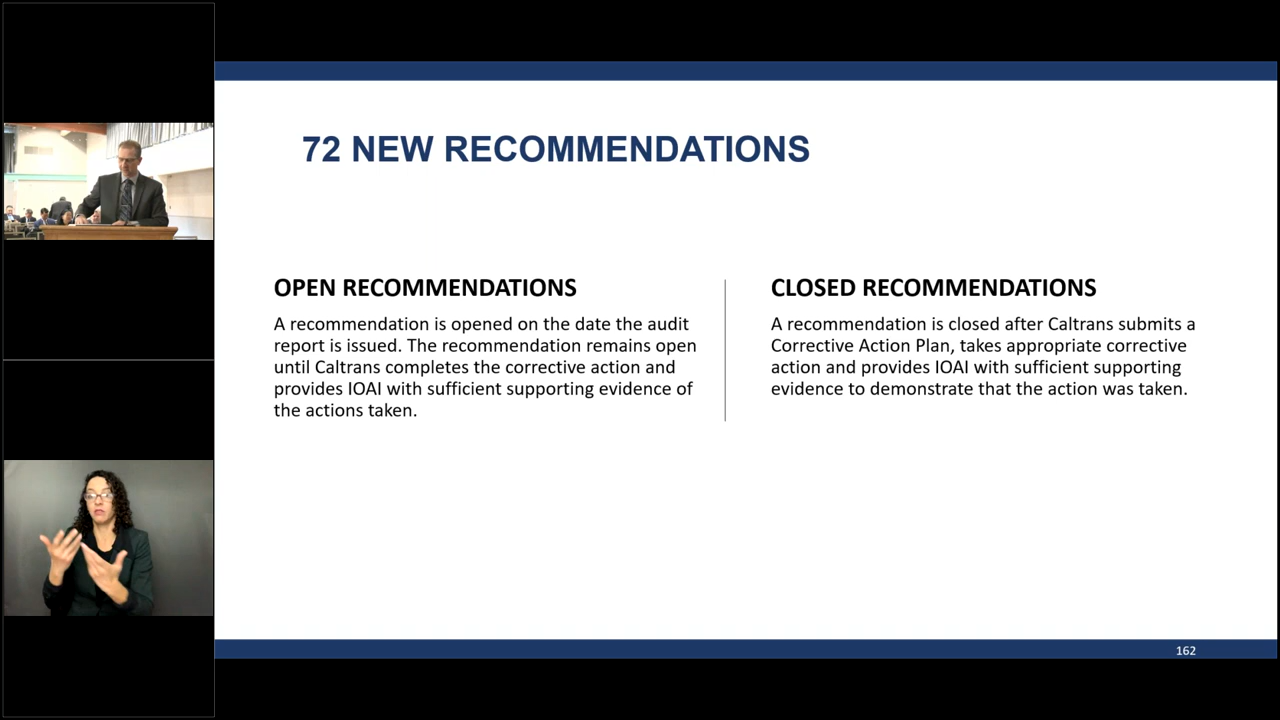 72 NEW RECOMMENDATIONS
OPEN RECOMMENDATIONS
A recommendation is opened on the date the audit
report is issued. The recommendation remains open
until Caltrans completes the corrective action and
provides IOAI with sufficient supporting evidence of
the actions taken.
CLOSED RECOMMENDATIONS
A recommendation is closed after Caltrans submits a
Corrective Action Plan, takes appropriate corrective
action and provides IOAI with sufficient supporting
evidence to demonstrate that the action was taken.
162